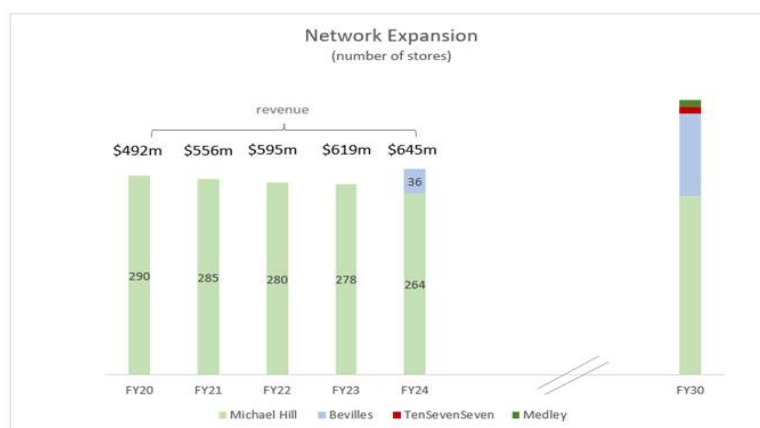 Network Expansion
(number of stores)
revenue
$492m $556m $595m $619m $645m
36
290 285 280 278 264
FY20 FY21 FY22 FY23 FY24 FY30
Michael Hill Bevilles TenSevenSeven Medley